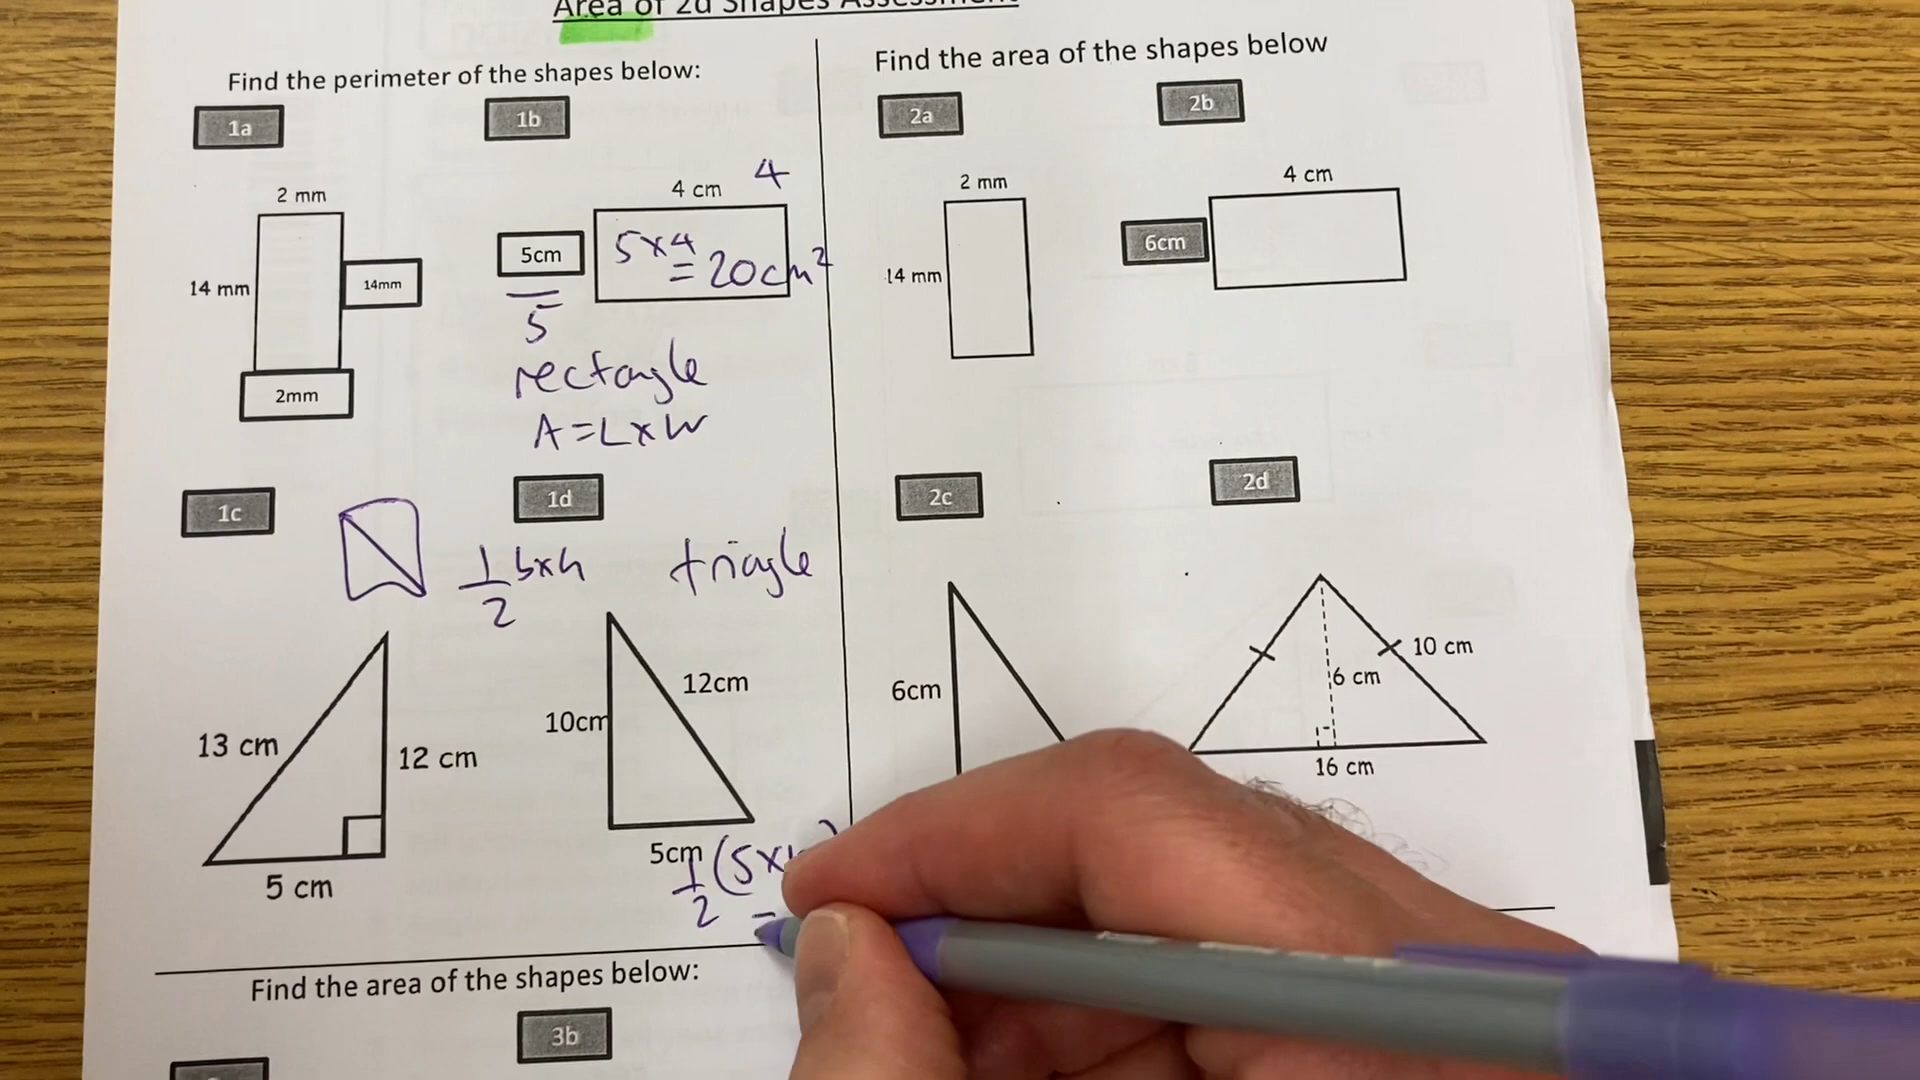 Area of 2d Shapes Assessment
Find the perimeter of the shapes below:
1a
1b
2 mm
14 mm
14mm
2mm
4 cm
4
5cm
5
5x4
=20cm²
rectangle
A=LxW
1c
1d
1/2 bxh
triagle
13 cm
12 cm
5 cm
10cm
12cm
5cm
1/2 (5x
=
Find the area of the shapes below:
3b
Find the area of the shapes below
2a
2b
2 mm
14 mm
4 cm
6cm
2c
2d
6cm
10 cm
6 cm
16 cm